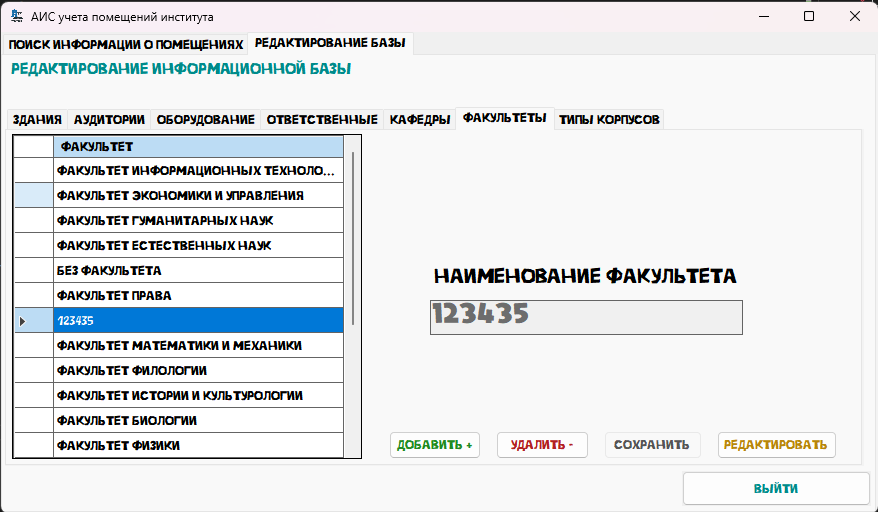 АИС учета помещений института
ПОИСК ИНФОРМАЦИИ О ПОМЕЩЕНИЯХ РЕДАКТИРОВАНИЕ БАЗЫ
РЕДАКТИРОВАНИЕ ИНФОРМАЦИОННОЙ БАЗЫ
ЗДАНИЯ АУДИТОРИИ ОБОРУДОВАНИЕ ОТВЕТСТВЕННЫЕ КАФЕДРЫ ФАКУЛЬТЕТЫ ТИПЫ КОРПУСОВ
ФАКУЛЬТЕТ
ФАКУЛЬТЕТ ИНФОРМАЦИОННЫХ ТЕХНОЛО...
ФАКУЛЬТЕТ ЭКОНОМИКИ И УПРАВЛЕНИЯ
ФАКУЛЬТЕТ ГУМАНИТАРНЫХ НАУК
ФАКУЛЬТЕТ ЕСТЕСТВЕННЫХ НАУК
БЕЗ ФАКУЛЬТЕТА
ФАКУЛЬТЕТ ПРАВА
123435
ФАКУЛЬТЕТ МАТЕМАТИКИ И МЕХАНИКИ
ФАКУЛЬТЕТ ФИЛОЛОГИИ
ФАКУЛЬТЕТ ИСТОРИИ И КУЛЬТУРОЛОГИИ
ФАКУЛЬТЕТ БИОЛОГИИ
ФАКУЛЬТЕТ ФИЗИКИ
НАИМЕНОВАНИЕ ФАКУЛЬТЕТА
123435
ДОБАВИТЬ + УДАЛИТЬ - СОХРАНИТЬ РЕДАКТИРОВАТЬ
ВЫЙТИ